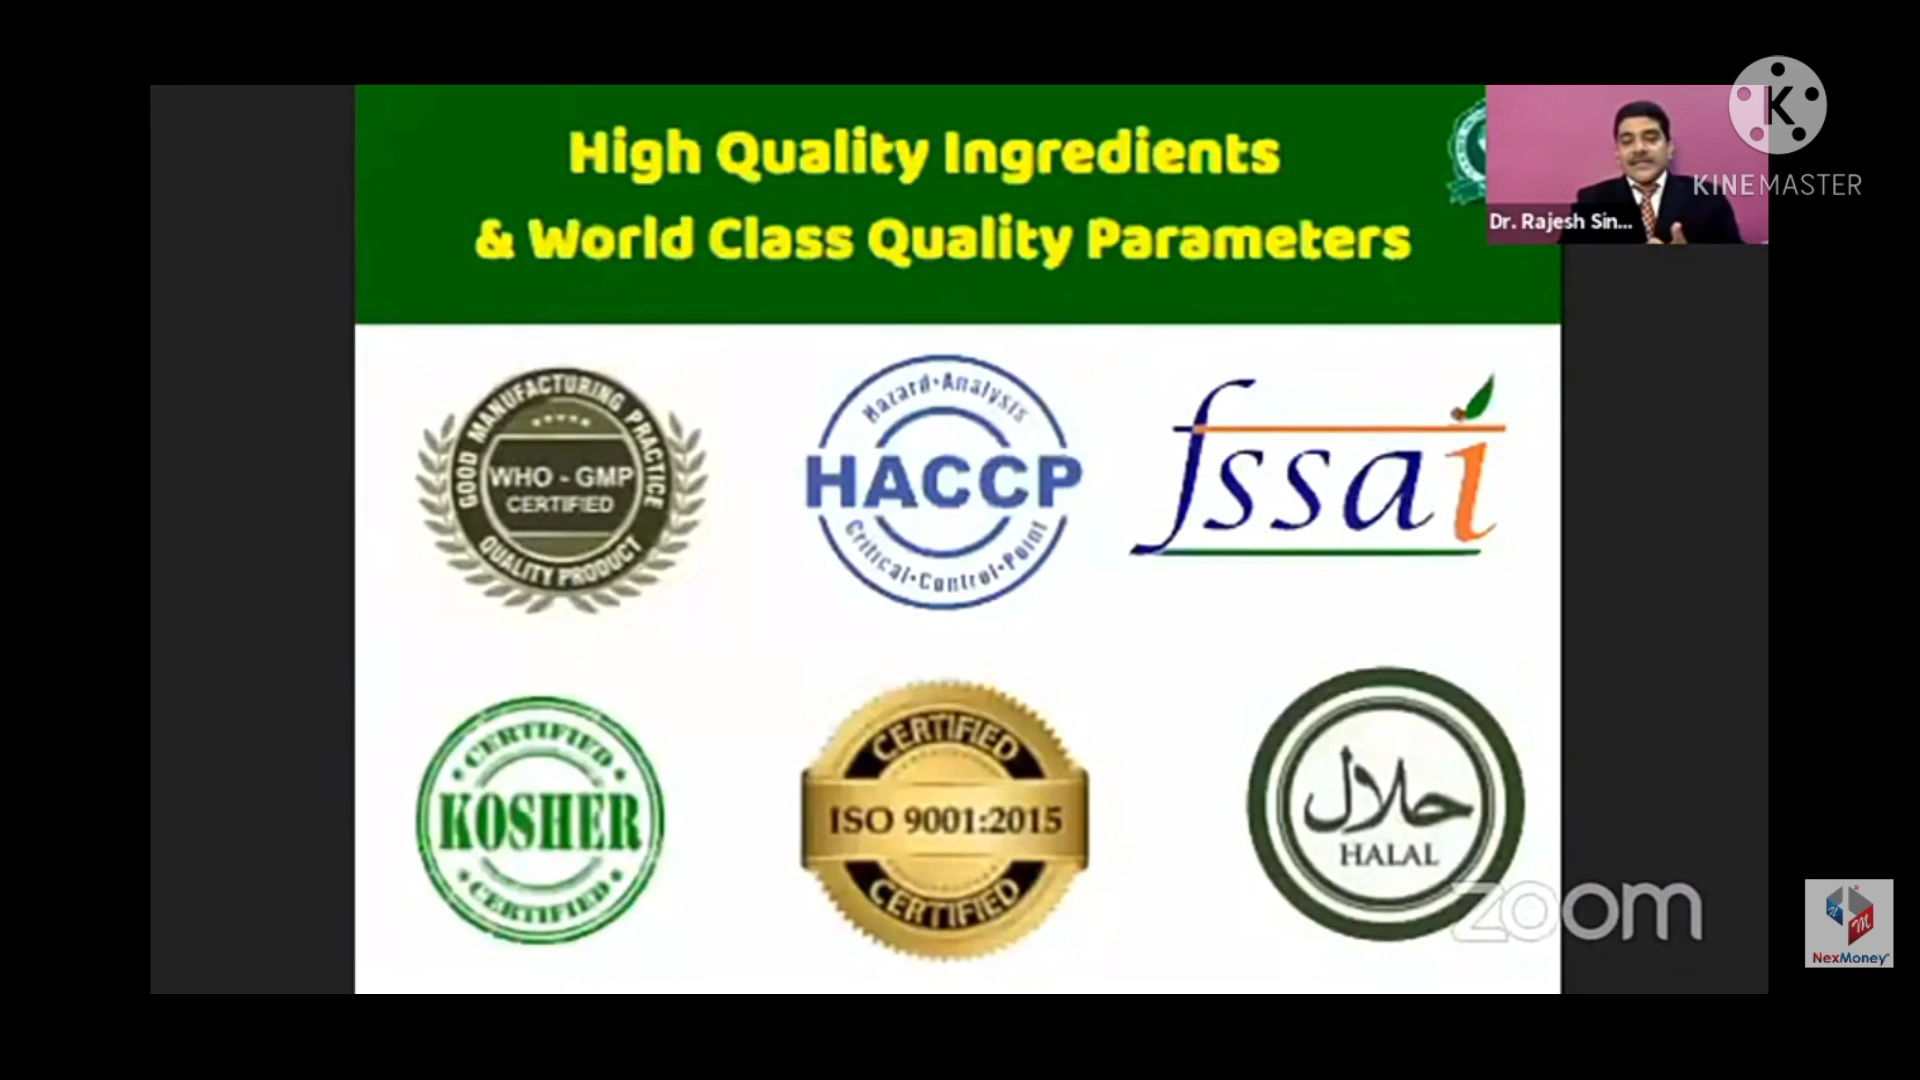 High Quality Ingredients
& World Class Quality Parameters
Dr. Rajesh Sin...
K
KINEMASTER
GOOD MANUFACTURING PRACTICE
WHO - GMP
CERTIFIED
QUALITY PRODUCT
Hazard•Analysis
HACCP
Critical•Control•Point
fssai
CERTIFIED
KOSHER
CERTIFIED
CERTIFIED
ISO 9001:2015
CERTIFIED
حلال
HALAL
zoom
NexMoney